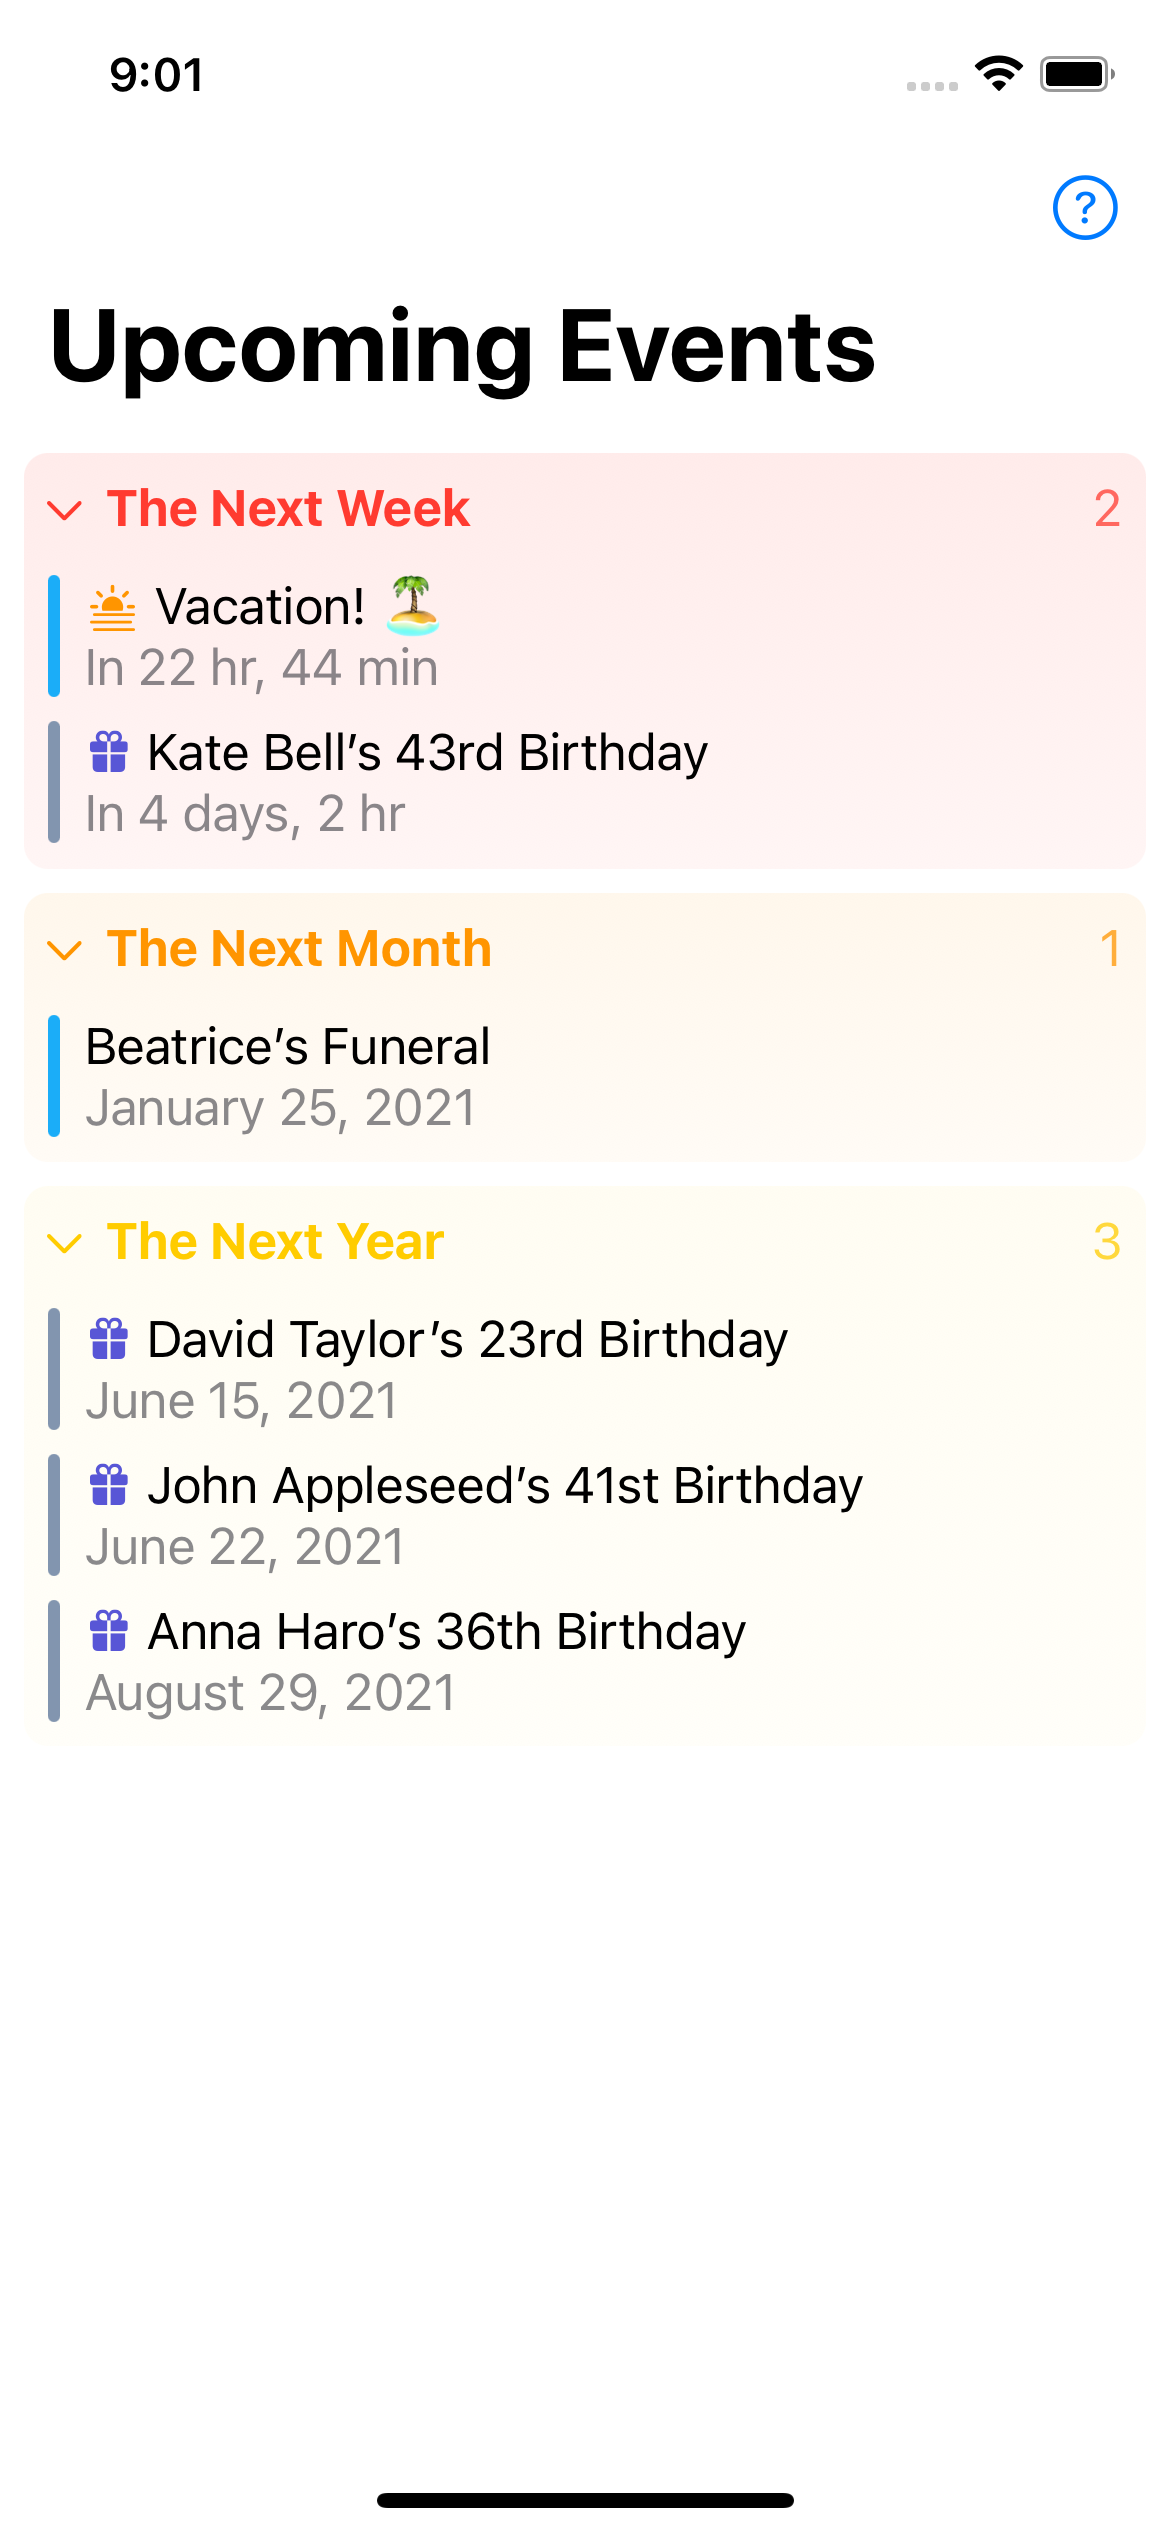 9:01
?
Upcoming Events
The Next Week 2
Vacation! 🏝
In 22 hr, 44 min
Kate Bell’s 43rd Birthday
In 4 days, 2 hr
The Next Month 1
Beatrice’s Funeral
January 25, 2021
The Next Year 3
David Taylor’s 23rd Birthday
June 15, 2021
John Appleseed’s 41st Birthday
June 22, 2021
Anna Haro’s 36th Birthday
August 29, 2021